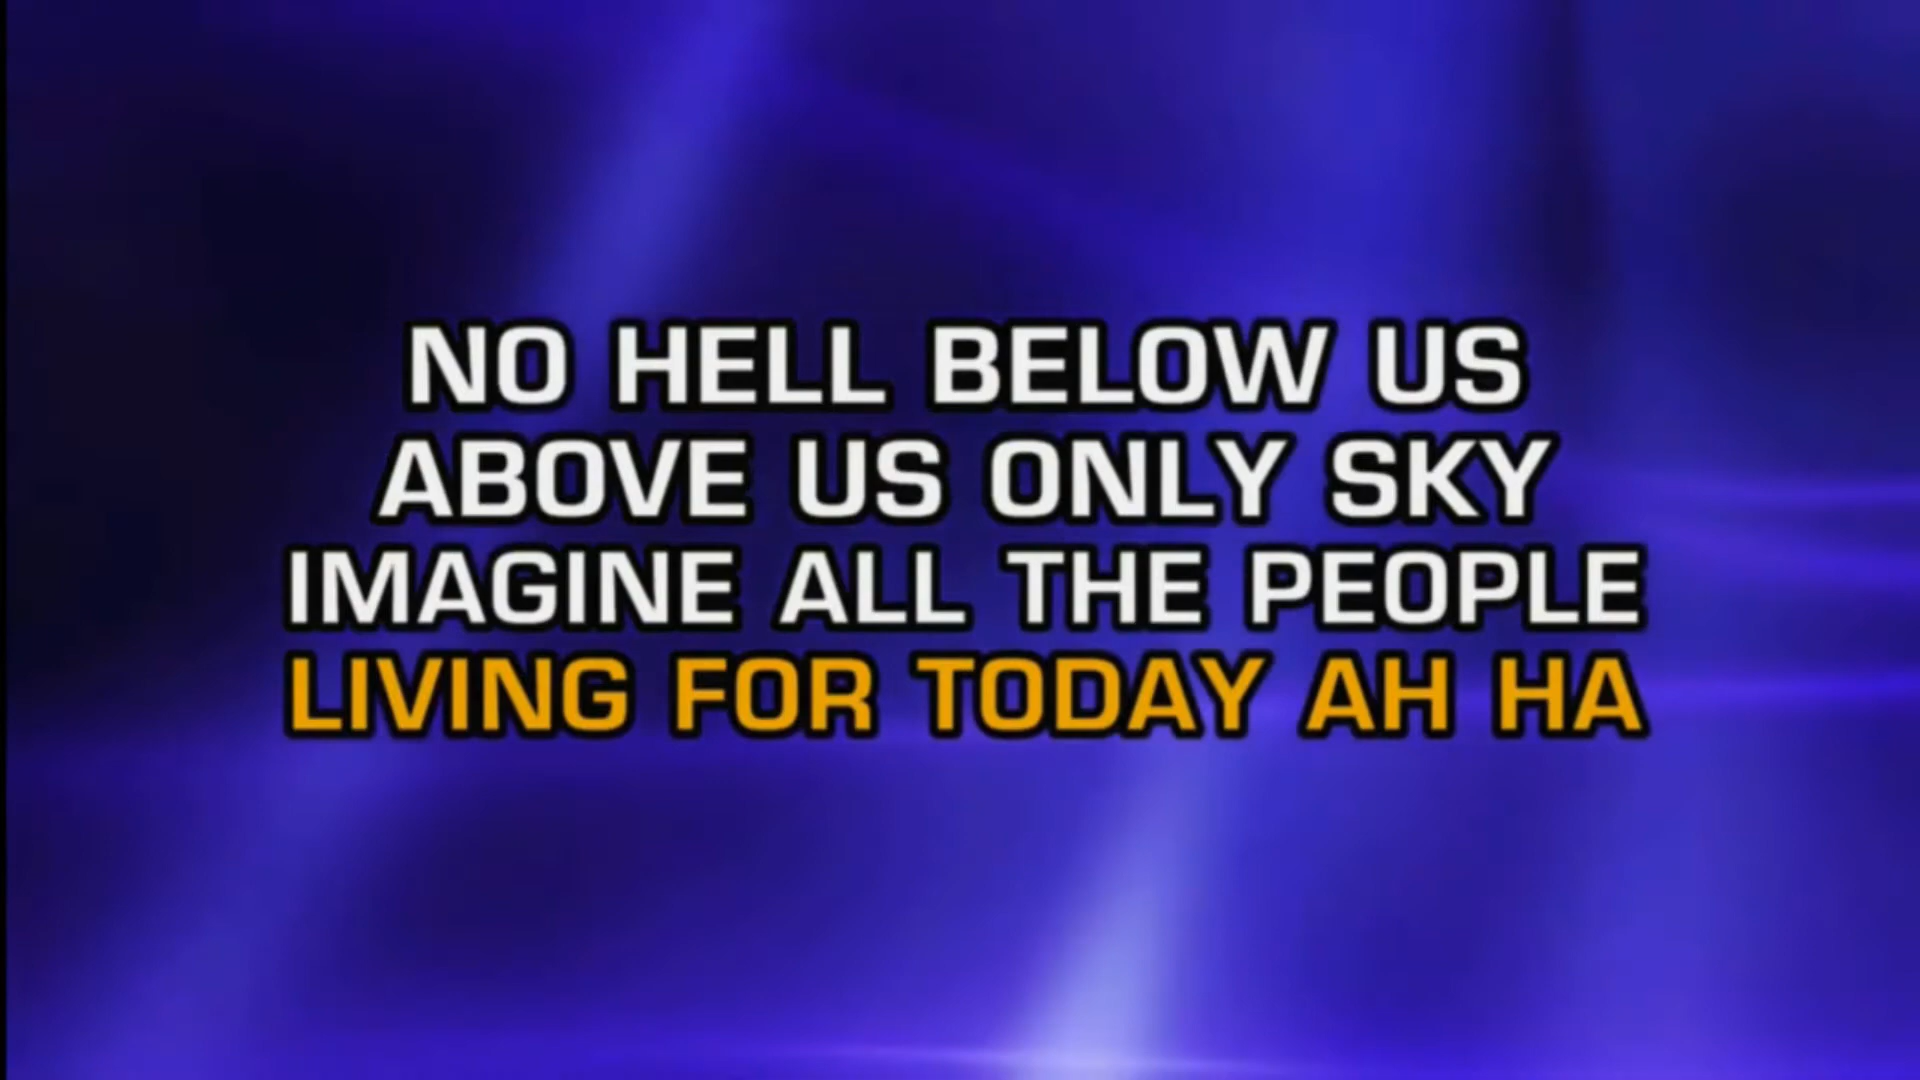 NO HELL BELOW US
ABOVE US ONLY SKY
IMAGINE ALL THE PEOPLE
LIVING FOR TODAY AH HA